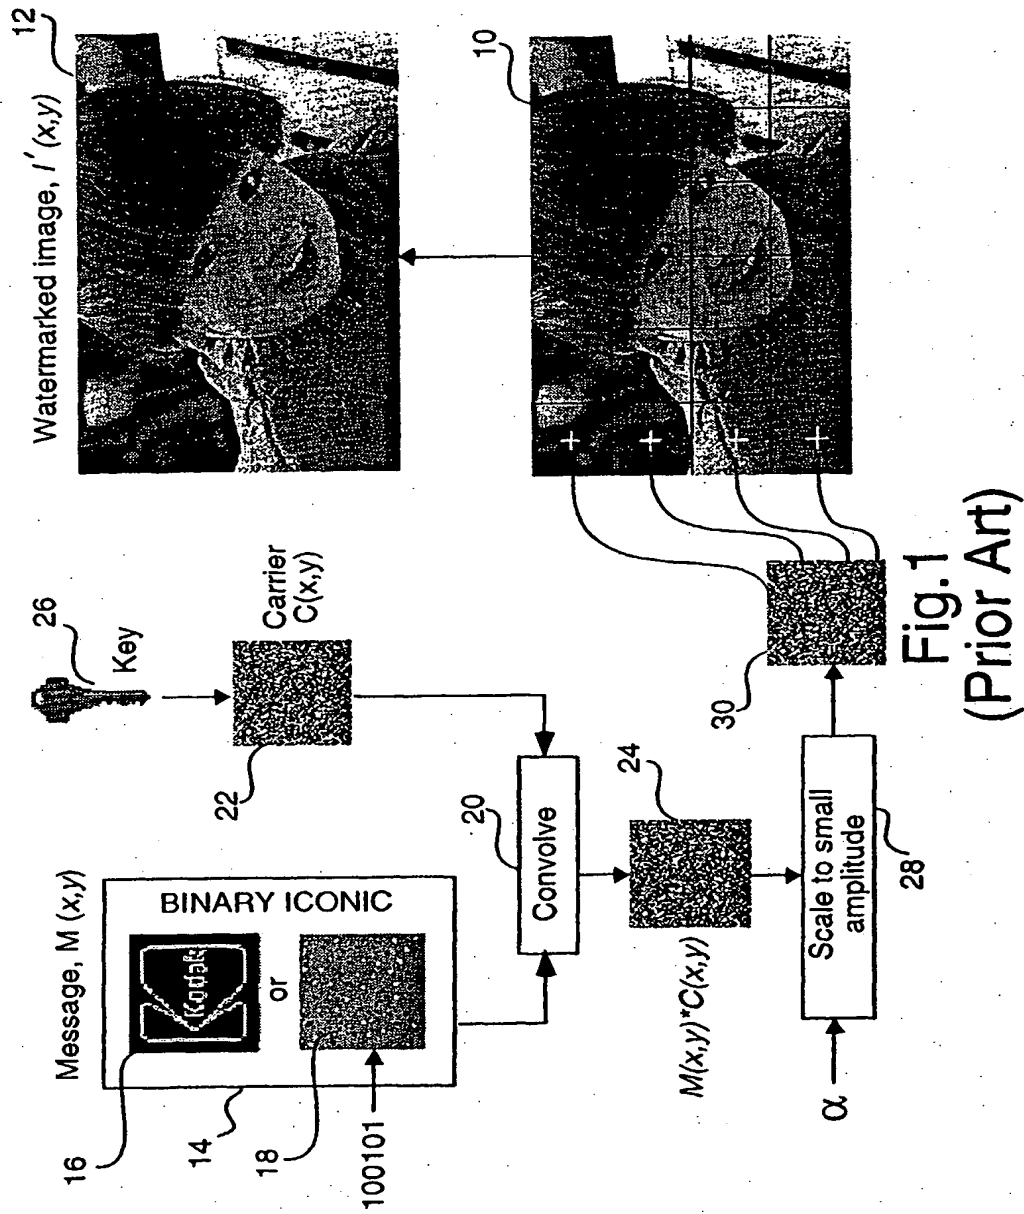 Message, M (x,y)
BINARY ICONIC
16
Kodak
or
14
18
100101
26
Key
22
Carrier
C(x,y)
20
Convolve
24
M(x,y)*C(x,y)
α
Scale to small
amplitude
28
30
Watermarked image, I′(x,y)
12
10
Fig.1
(Prior Art)